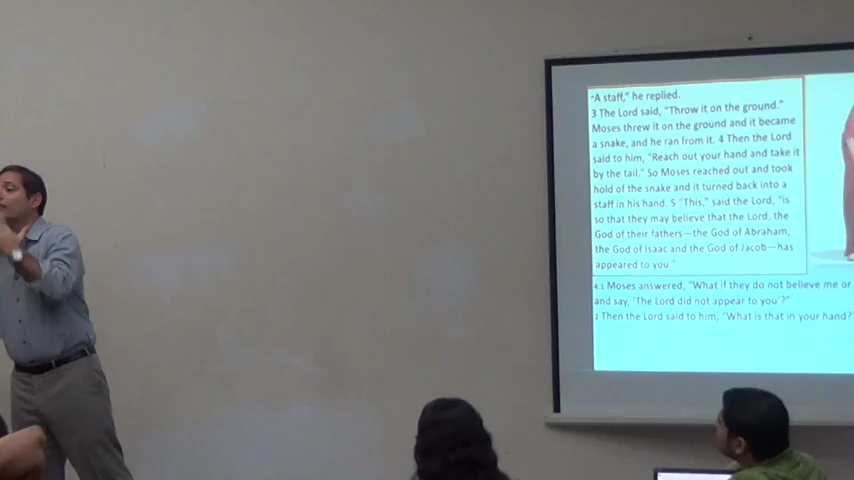 "A staff," he replied.
3 The Lord said, "Throw it on the ground."
Moses threw it on the ground and it became
a snake, and he ran from it. 4 Then the Lord
said to him, "Reach out your hand and take it
by the tail." So Moses reached out and took
hold of the snake and it turned back into a
staff in his hand. 5 "This," said the Lord, "is
so that they may believe that the Lord, the
God of their fathers—the God of Abraham,
the God of Isaac and the God of Jacob—has
appeared to you."
4:1 Moses answered, "What if they do not believe me or
and say, 'The Lord did not appear to you'?"
2 Then the Lord said to him, "What is that in your hand?"